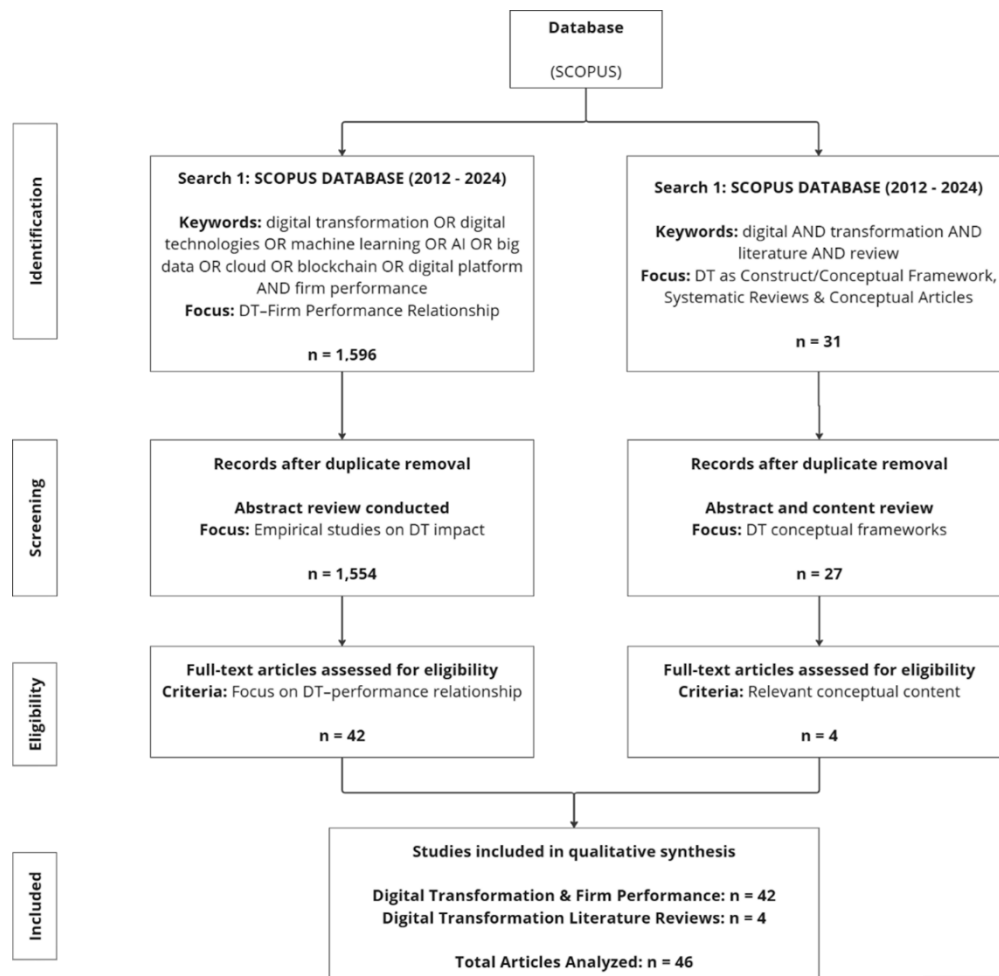 Database
(SCOPUS)
Identification
Search 1: SCOPUS DATABASE (2012 - 2024)
Keywords: digital transformation OR digital
technologies OR machine learning OR AI OR big
data OR cloud OR blockchain OR digital platform
AND firm performance
Focus: DT–Firm Performance Relationship
n = 1,596
Search 1: SCOPUS DATABASE (2012 - 2024)
Keywords: digital AND transformation AND
literature AND review
Focus: DT as Construct/Conceptual Framework,
Systematic Reviews & Conceptual Articles
n = 31
Screening
Records after duplicate removal
Abstract review conducted
Focus: Empirical studies on DT impact
n = 1,554
Records after duplicate removal
Abstract and content review
Focus: DT conceptual frameworks
n = 27
Eligibility
Full-text articles assessed for eligibility
Criteria: Focus on DT–performance relationship
n = 42
Full-text articles assessed for eligibility
Criteria: Relevant conceptual content
n = 4
Included
Studies included in qualitative synthesis
Digital Transformation & Firm Performance: n = 42
Digital Transformation Literature Reviews: n = 4
Total Articles Analyzed: n = 46